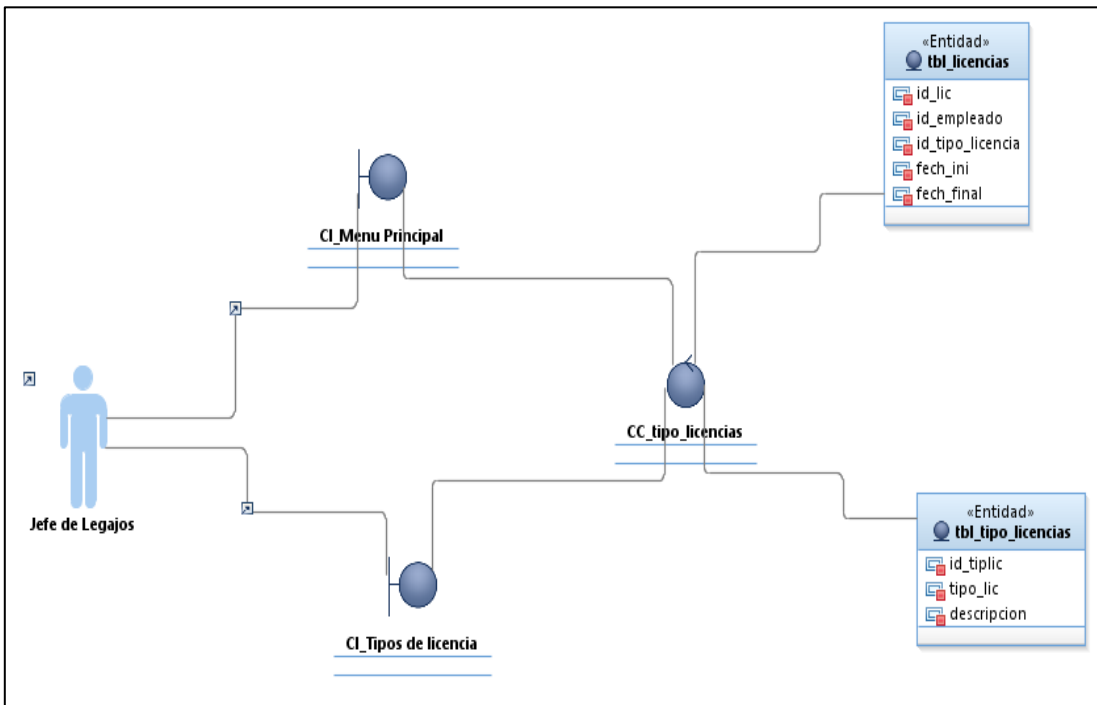 «Entidad»
tbl_licencias
id_lic
id_empleado
id_tipo_licencia
fech_ini
fech_final
CI_Menu Principal
CC_tipo_licencias
Jefe de Legajos
«Entidad»
tbl_tipo_licencias
id_tiplic
tipo_lic
descripcion
CI_Tipos de licencia